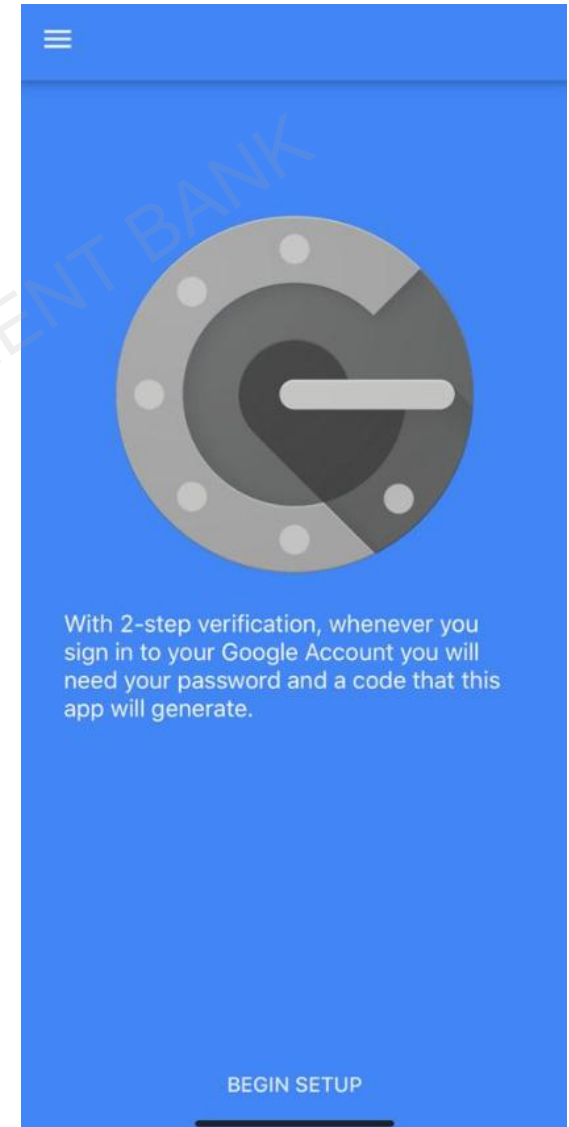 With 2-step verification, whenever you
sign in to your Google Account you will
need your password and a code that this
app will generate.
BEGIN SETUP
BANK